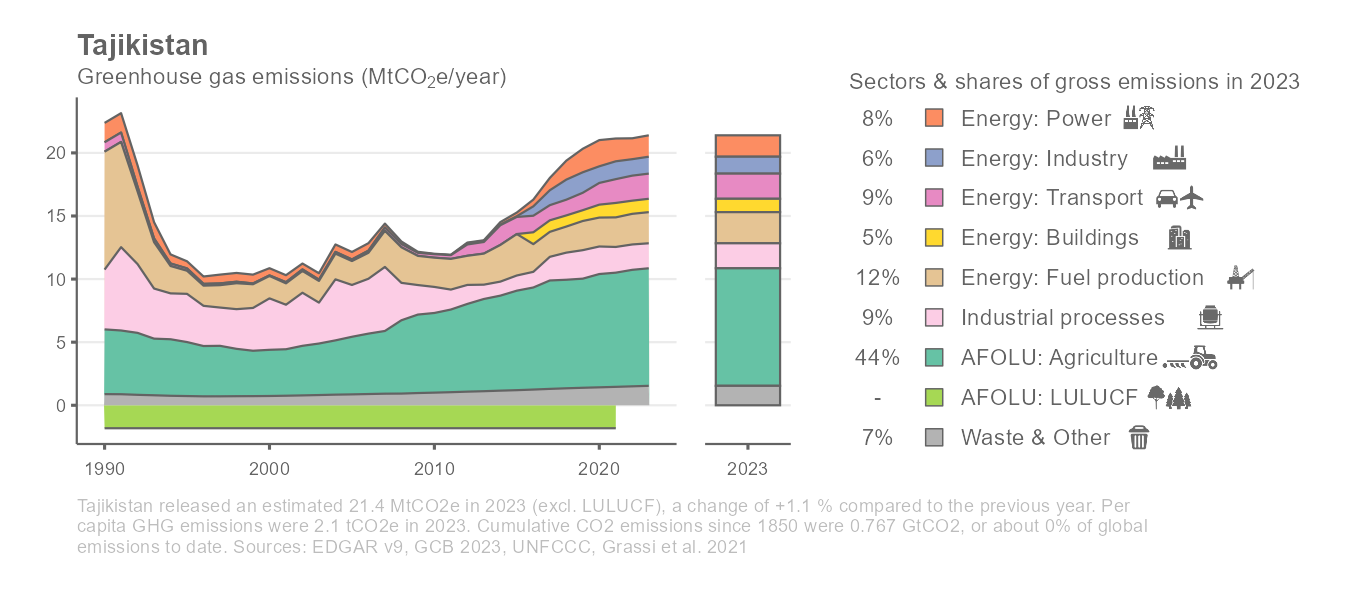 Tajikistan
Greenhouse gas emissions (MtCO₂e/year)
20
15
10
5
0
1990
2000
2010
2020
2023
Sectors & shares of gross emissions in 2023
8% Energy: Power
6% Energy: Industry
9% Energy: Transport
5% Energy: Buildings
12% Energy: Fuel production
9% Industrial processes
44% AFOLU: Agriculture
- AFOLU: LULUCF
7% Waste & Other
Tajikistan released an estimated 21.4 MtCO2e in 2023 (excl. LULUCF), a change of +1.1 % compared to the previous year. Per
capita GHG emissions were 2.1 tCO2e in 2023. Cumulative CO2 emissions since 1850 were 0.767 GtCO2, or about 0% of global
emissions to date. Sources: EDGAR v9, GCB 2023, UNFCCC, Grassi et al. 2021